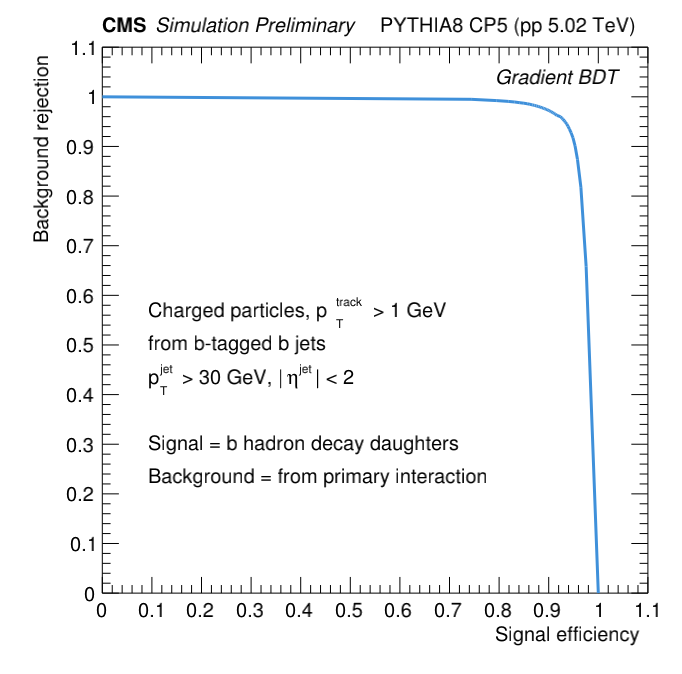 CMS Simulation Preliminary PYTHIA8 CP5 (pp 5.02 TeV)
Gradient BDT
Background rejection
1.1
1
0.9
0.8
0.7
0.6
0.5
0.4
0.3
0.2
0.1
0
Charged particles, p_T^track > 1 GeV
from b-tagged b jets
p_T^jet > 30 GeV, |η^jet| < 2
Signal = b hadron decay daughters
Background = from primary interaction
0 0.1 0.2 0.3 0.4 0.5 0.6 0.7 0.8 0.9 1 1.1
Signal efficiency